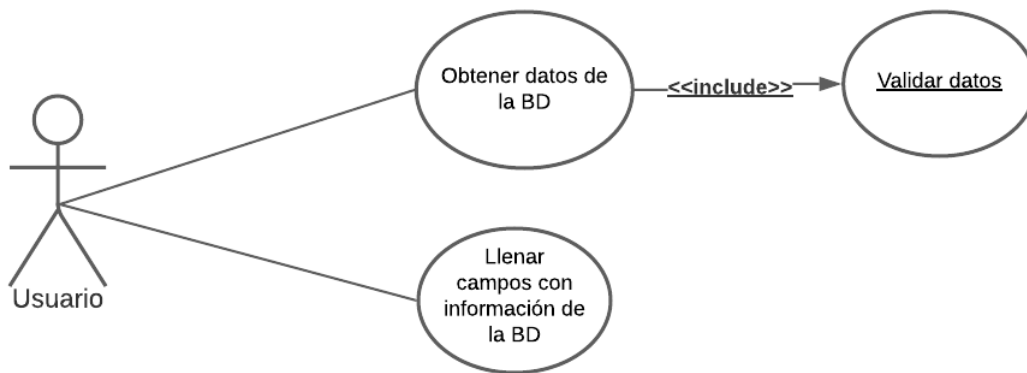 Obtener datos de
la BD
<<include>>
Validar datos
Usuario
Llenar
campos con
información de
la BD